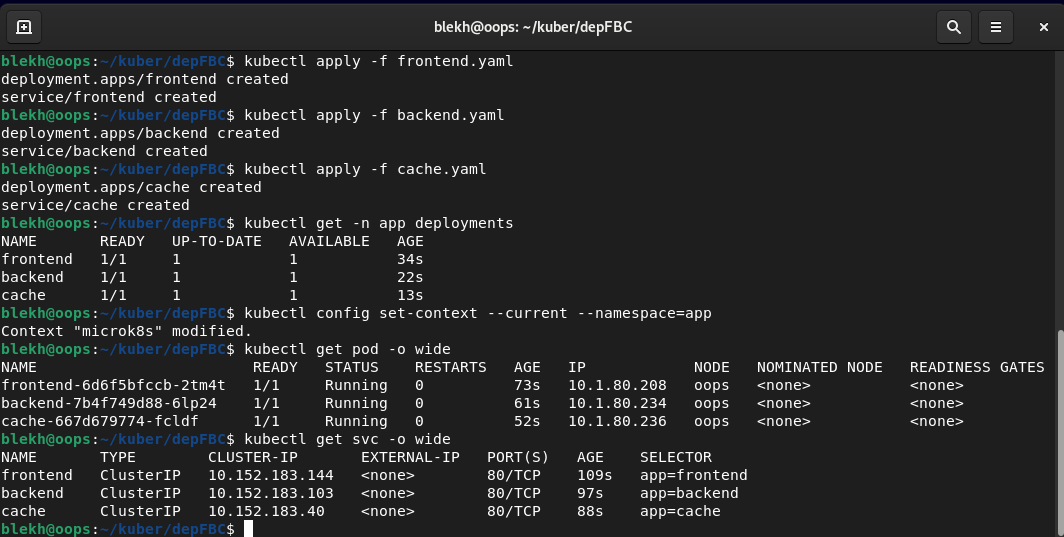 blekh@oops: ~/kuber/depFBC
blekh@oops:~/kuber/depFBC$ kubectl apply -f frontend.yaml
deployment.apps/frontend created
service/frontend created
blekh@oops:~/kuber/depFBC$ kubectl apply -f backend.yaml
deployment.apps/backend created
service/backend created
blekh@oops:~/kuber/depFBC$ kubectl apply -f cache.yaml
deployment.apps/cache created
service/cache created
blekh@oops:~/kuber/depFBC$ kubectl get -n app deployments
NAME       READY   UP-TO-DATE   AVAILABLE   AGE
frontend   1/1     1            1           34s
backend    1/1     1            1           22s
cache      1/1     1            1           13s
blekh@oops:~/kuber/depFBC$ kubectl config set-context --current --namespace=app
Context "microk8s" modified.
blekh@oops:~/kuber/depFBC$ kubectl get pod -o wide
NAME                        READY   STATUS    RESTARTS   AGE   IP            NODE   NOMINATED NODE   READINESS GATES
frontend-6d6f5bfccb-2tm4t   1/1     Running   0          73s   10.1.80.208   oops   <none>           <none>
backend-7b4f749d88-6lp24    1/1     Running   0          61s   10.1.80.234   oops   <none>           <none>
cache-667d679774-fcldf      1/1     Running   0          52s   10.1.80.236   oops   <none>           <none>
blekh@oops:~/kuber/depFBC$ kubectl get svc -o wide
NAME       TYPE        CLUSTER-IP       EXTERNAL-IP   PORT(S)   AGE    SELECTOR
frontend   ClusterIP   10.152.183.144   <none>        80/TCP    109s   app=frontend
backend    ClusterIP   10.152.183.103   <none>        80/TCP    97s    app=backend
cache      ClusterIP   10.152.183.40    <none>        80/TCP    88s    app=cache
blekh@oops:~/kuber/depFBC$